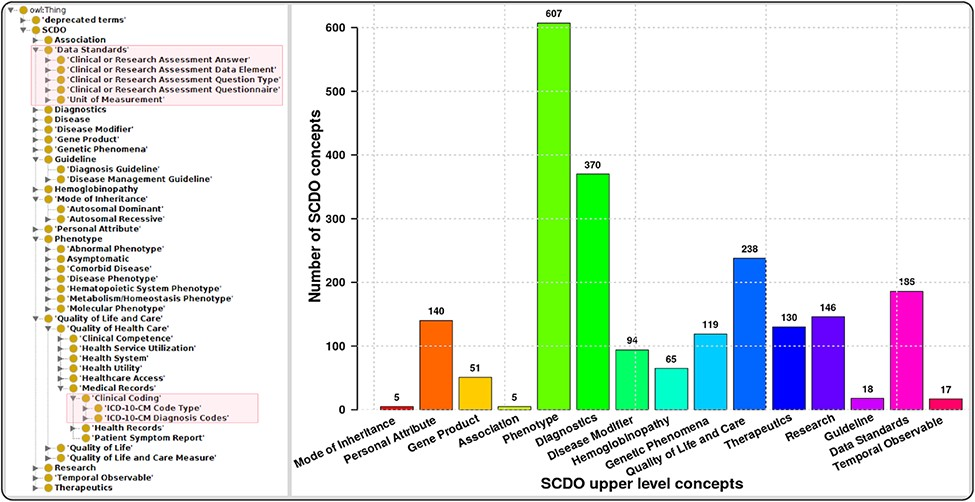 owl:Thing
'deprecated terms'
SCDO
Association
'Data Standards'
'Clinical or Research Assessment Answer'
'Clinical or Research Assessment Data Element'
'Clinical or Research Assessment Question Type'
'Clinical or Research Assessment Questionnaire'
'Unit of Measurement'
Diagnostics
Disease
'Disease Modifier'
'Gene Product'
'Genetic Phenomena'
Guideline
'Diagnosis Guideline'
'Disease Management Guideline'
Hemoglobinopathy
'Mode of Inheritance'
'Autosomal Dominant'
'Autosomal Recessive'
'Personal Attribute'
Phenotype
'Abnormal Phenotype'
Asymptomatic
'Comorbid Disease'
'Disease Phenotype'
'Hematopoietic System Phenotype'
'Metabolism/Homeostasis Phenotype'
'Molecular Phenotype'
'Quality of Life and Care'
'Quality of Health Care'
'Clinical Competence'
'Health Service Utilization'
'Health System'
'Health Utility'
'Healthcare Access'
'Medical Records'
'Clinical Coding'
'ICD-10-CM Code Type'
'ICD-10-CM Diagnosis Codes'
'Health Records'
'Patient Symptom Report'
'Quality of Life'
'Quality of Life and Care Measure'
Research
'Temporal Observable'
Therapeutics
Number of SCDO concepts
600
500
400
300
200
100
0
5
140
51
5
607
370
94
65
119
238
130
146
18
185
17
Mode of Inheritance
Personal Attribute
Gene Product
Association
Phenotype
Diagnostics
Disease Modifier
Hemoglobinopathy
Genetic Phenomena
Quality of Life and Care
Therapeutics
Research
Guideline
Data Standards
Temporal Observable
SCDO upper level concepts